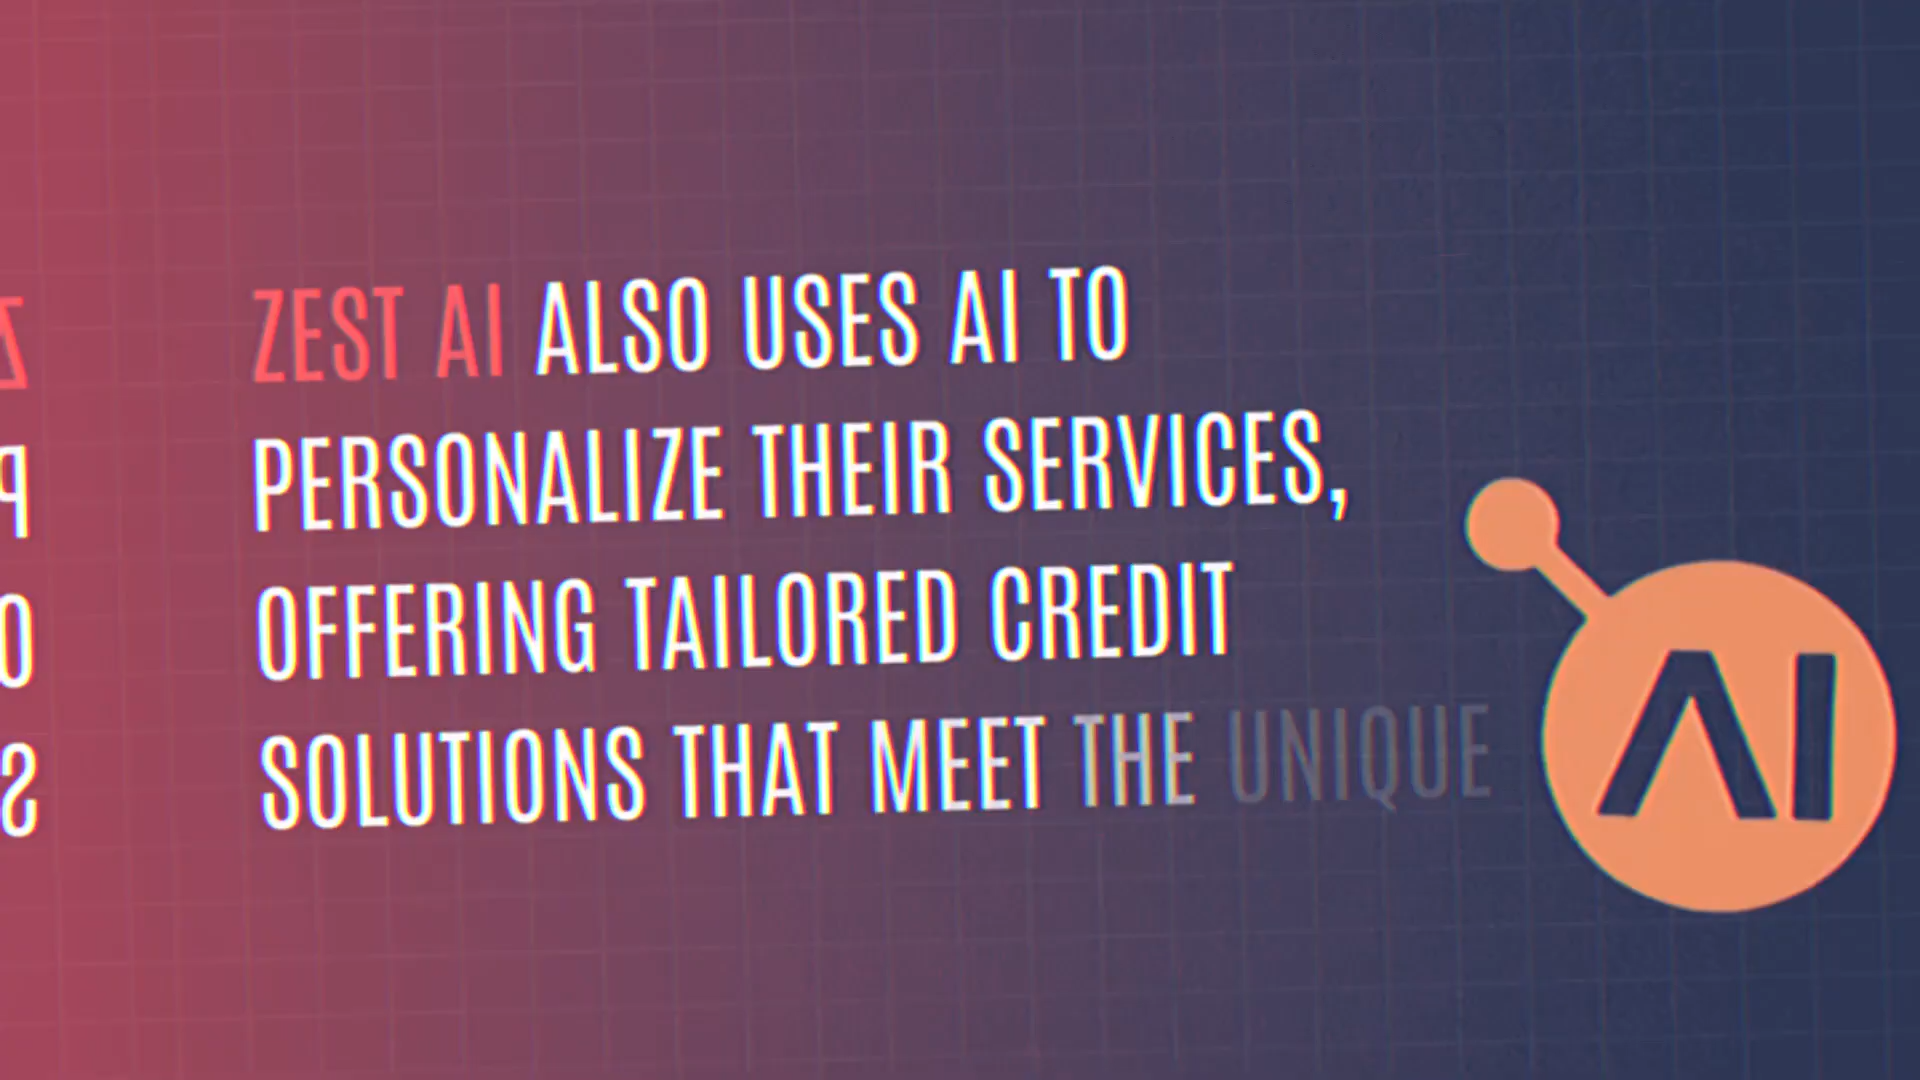 ZEST AI ALSO USES AI TO
PERSONALIZE THEIR SERVICES,
OFFERING TAILORED CREDIT
SOLUTIONS THAT MEET THE UNIQUE
AI